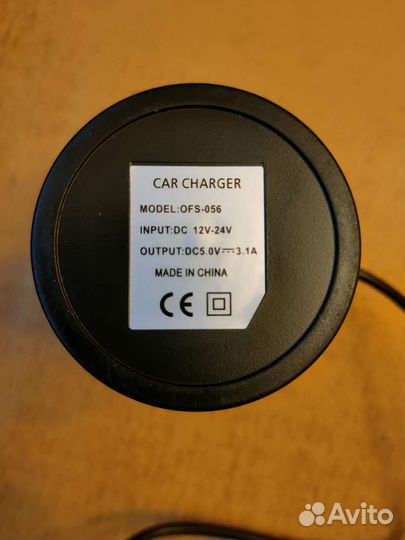 CAR CHARGER
MODEL:OFS-056
INPUT:DC 12V-24V
OUTPUT:DC5.0V⎓3.1A
MADE IN CHINA
CE
Avito